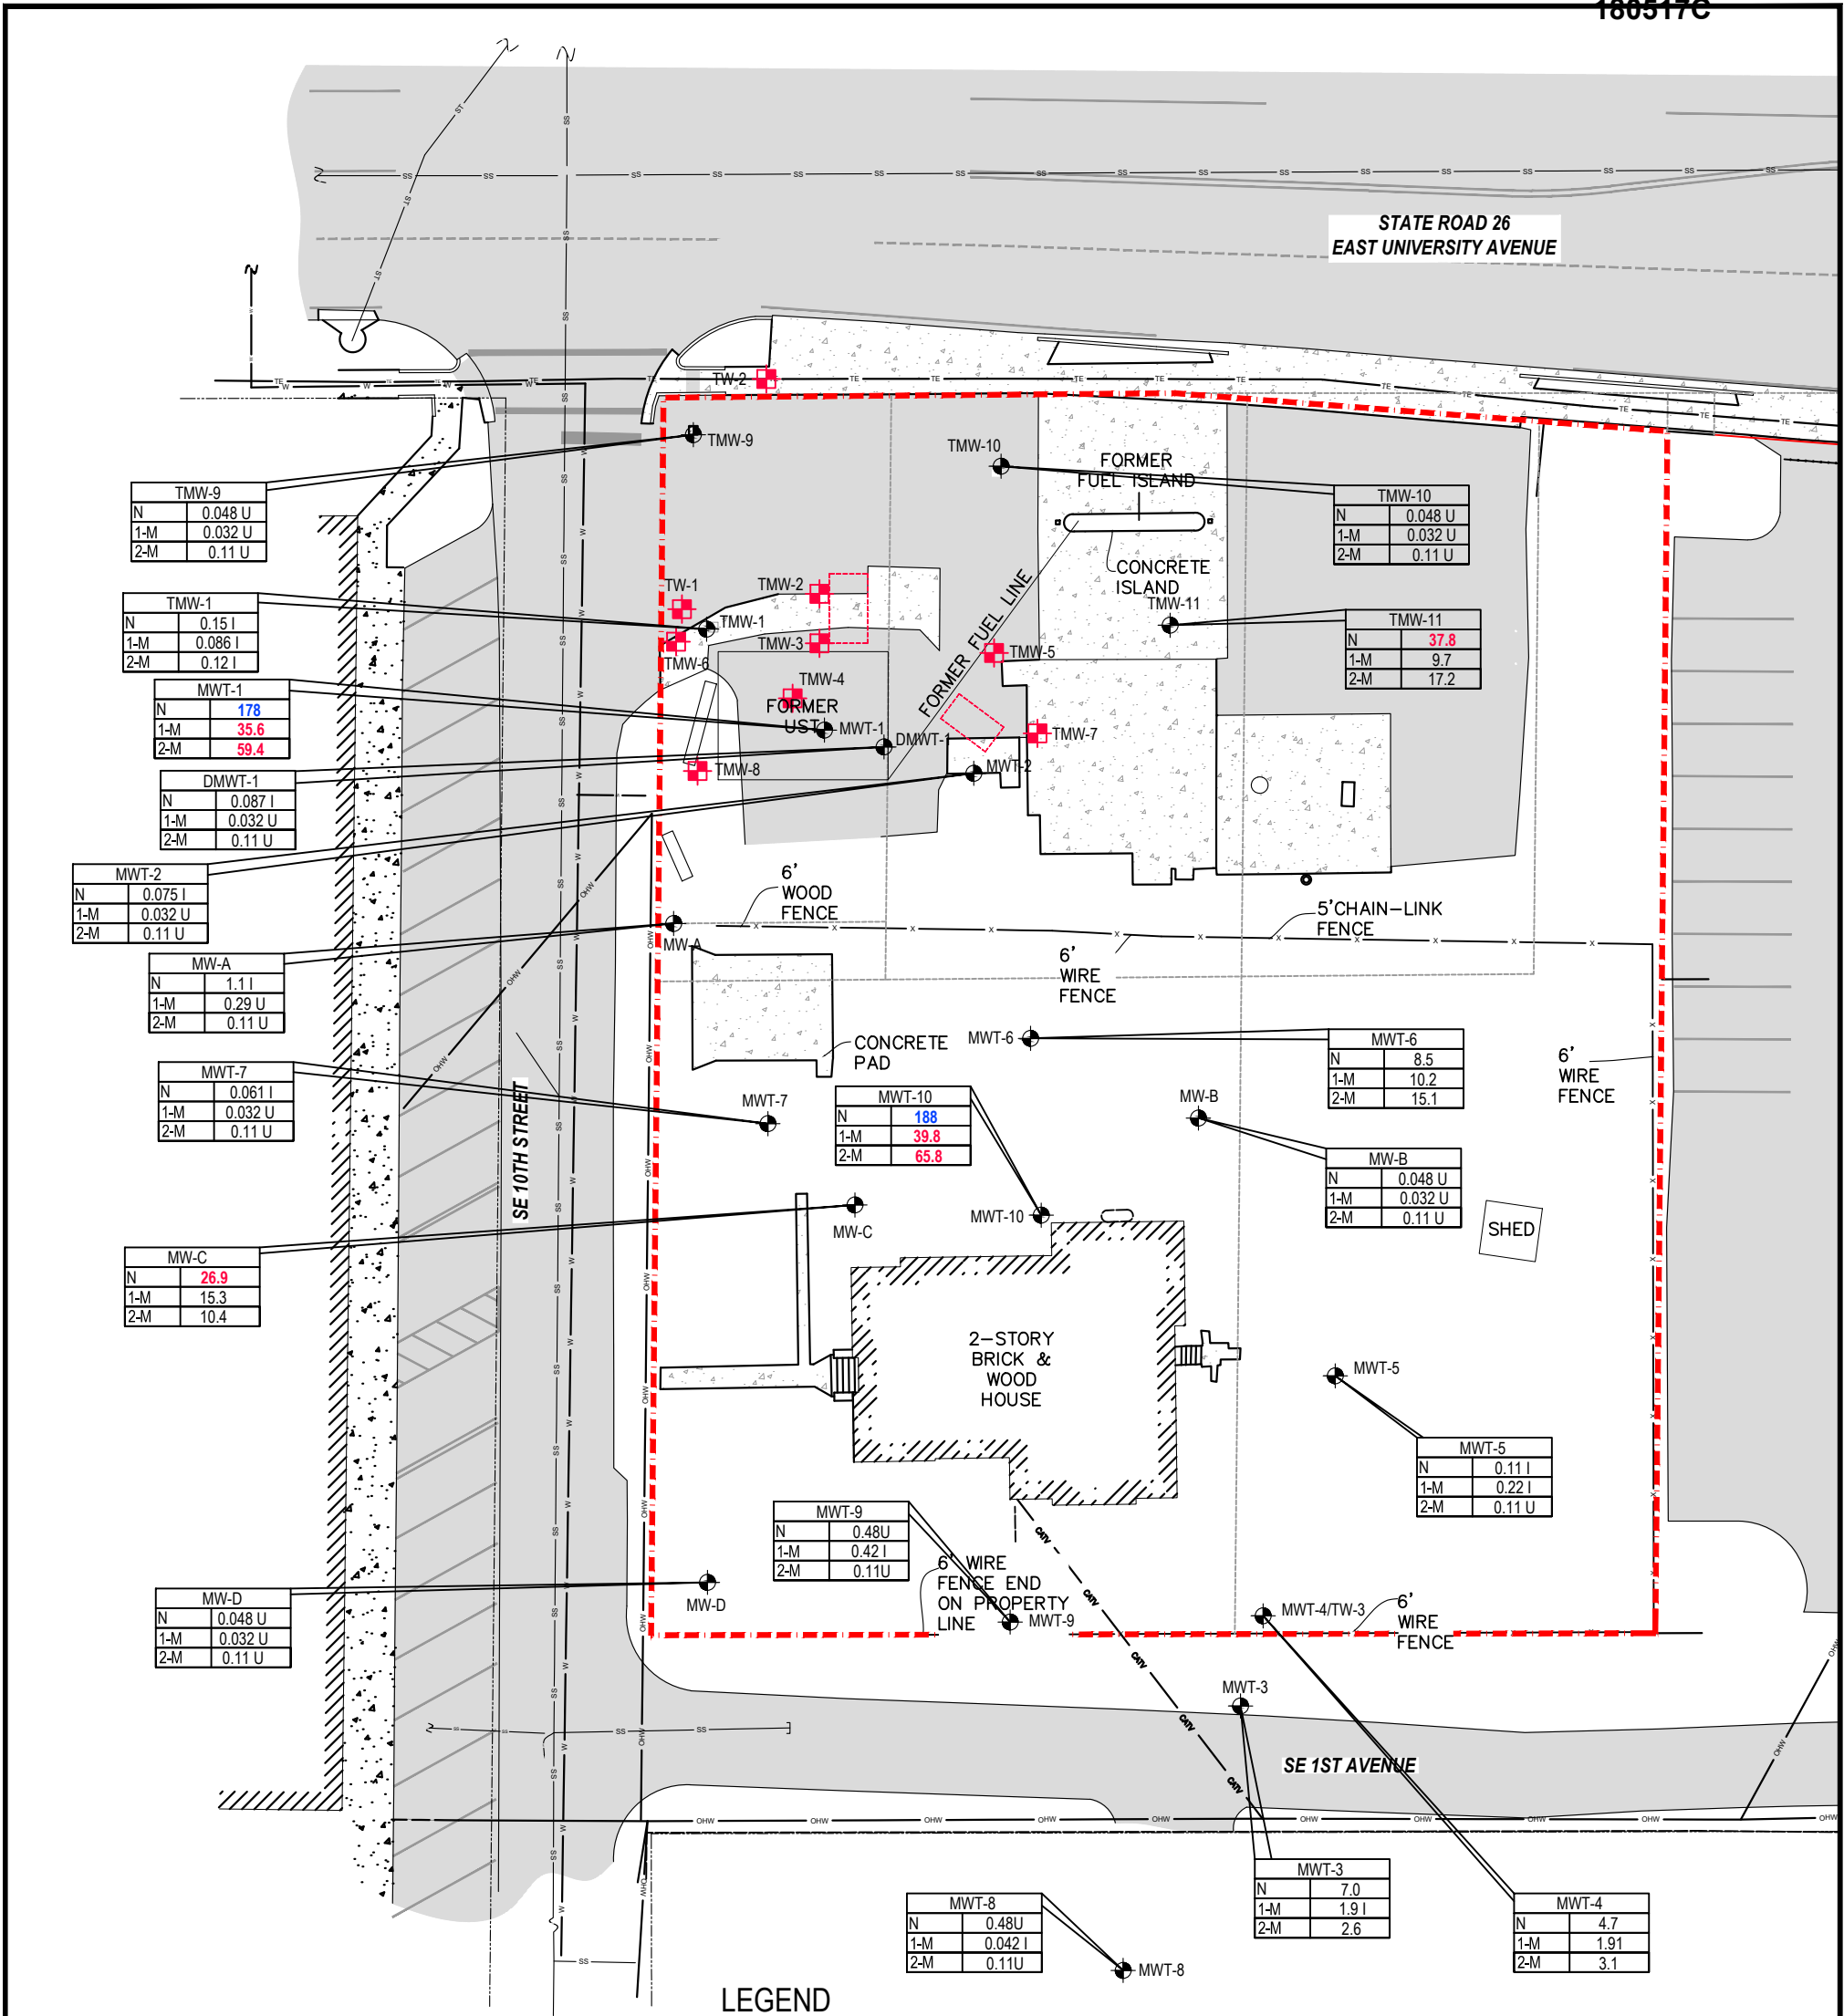 180517C
STATE ROAD 26
EAST UNIVERSITY AVENUE
TW-2
TMW-9
TMW-10
FORMER
FUEL ISLAND
TMW-9
N 0.048 U
1-M 0.032 U
2-M 0.11 U
TMW-10
N 0.048 U
1-M 0.032 U
2-M 0.11 U
CONCRETE
ISLAND
TW-1
TMW-2
TMW-11
TMW-1
N 0.15 I
1-M 0.086 I
2-M 0.12 I
TMW-1
TMW-3
TMW-6
FORMER FUEL LINE
TMW-5
TMW-11
N 37.8
1-M 9.7
2-M 17.2
MWT-1
N 178
1-M 35.6
2-M 59.4
TMW-4
FORMER
UST
MWT-1
DMWT-1
TMW-7
TMW-8
MWT-2
DMWT-1
N 0.087 I
1-M 0.032 U
2-M 0.11 U
MWT-2
N 0.075 I
1-M 0.032 U
2-M 0.11 U
6'
WOOD
FENCE
5'CHAIN-LINK
FENCE
MW-A
6'
WIRE
FENCE
MW-A
N 1.1 I
1-M 0.29 U
2-M 0.11 U
CONCRETE
PAD
MWT-6
MWT-6
N 8.5
1-M 10.2
2-M 15.1
6'
WIRE
FENCE
MWT-7
N 0.061 I
1-M 0.032 U
2-M 0.11 U
SE 10TH STREET
MWT-7
MWT-10
N 188
1-M 39.8
2-M 65.8
MW-B
MW-B
N 0.048 U
1-M 0.032 U
2-M 0.11 U
MW-C
MWT-10
SHED
MW-C
N 26.9
1-M 15.3
2-M 10.4
2-STORY
BRICK &
WOOD
HOUSE
MWT-5
MWT-5
N 0.11 I
1-M 0.22 I
2-M 0.11 U
MWT-9
N 0.48U
1-M 0.42 I
2-M 0.11U
6' WIRE
FENCE END
ON PROPERTY
LINE
MW-D
N 0.048 U
1-M 0.032 U
2-M 0.11 U
MW-D
MWT-9
MWT-4/TW-3
6'
WIRE
FENCE
MWT-3
SE 1ST AVENUE
MWT-3
N 7.0
1-M 1.9 I
2-M 2.6
MWT-8
N 0.48U
1-M 0.042 I
2-M 0.11U
MWT-4
N 4.7
1-M 1.91
2-M 3.1
MWT-8
LEGEND